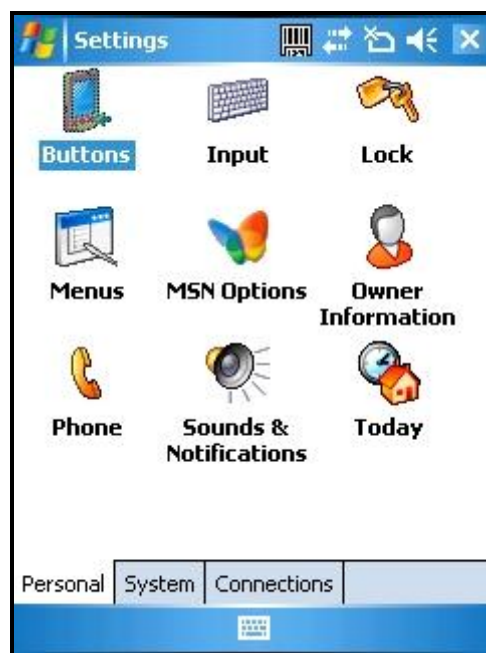 Settings
Buttons
Input
Lock
Menus
MSN Options
Owner
Information
Phone
Sounds &
Notifications
Today
Personal
System
Connections